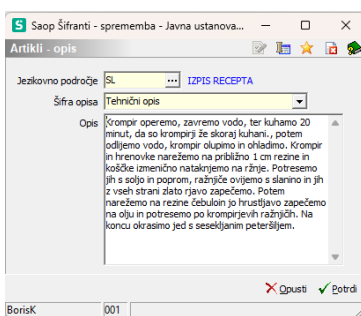 Saop Šifranti - sprememba - Javna ustanova...
Artikli - opis
Jezikovno področje SL ... IZPIS RECEPTA
Šifra opisa Tehnični opis
Opis Krompir operemo, zavremo vodo, ter kuhamo 20
minut, da so krompirji že skoraj kuhani., potem
odlijemo vodo, krompir olupimo in ohladimo. Krompir
in hrenovke narežemo na približno 1 cm rezine in
koščke izmenično nataknjemo na ržnje. Potresemo
jih s soljo in poprom, ražnjiče ovijemo s slanino in jih
z vseh strani zlato rjavo zapečemo. Potem
narežemo na rezine čebuloin jo hrustljavo zapečemo
na olju in potresemo po krompirjevih ražnjičih. Na
koncu okrasimo jed s sesekljanim peteršiljem.
Opusti Potrdi
BorisK 001